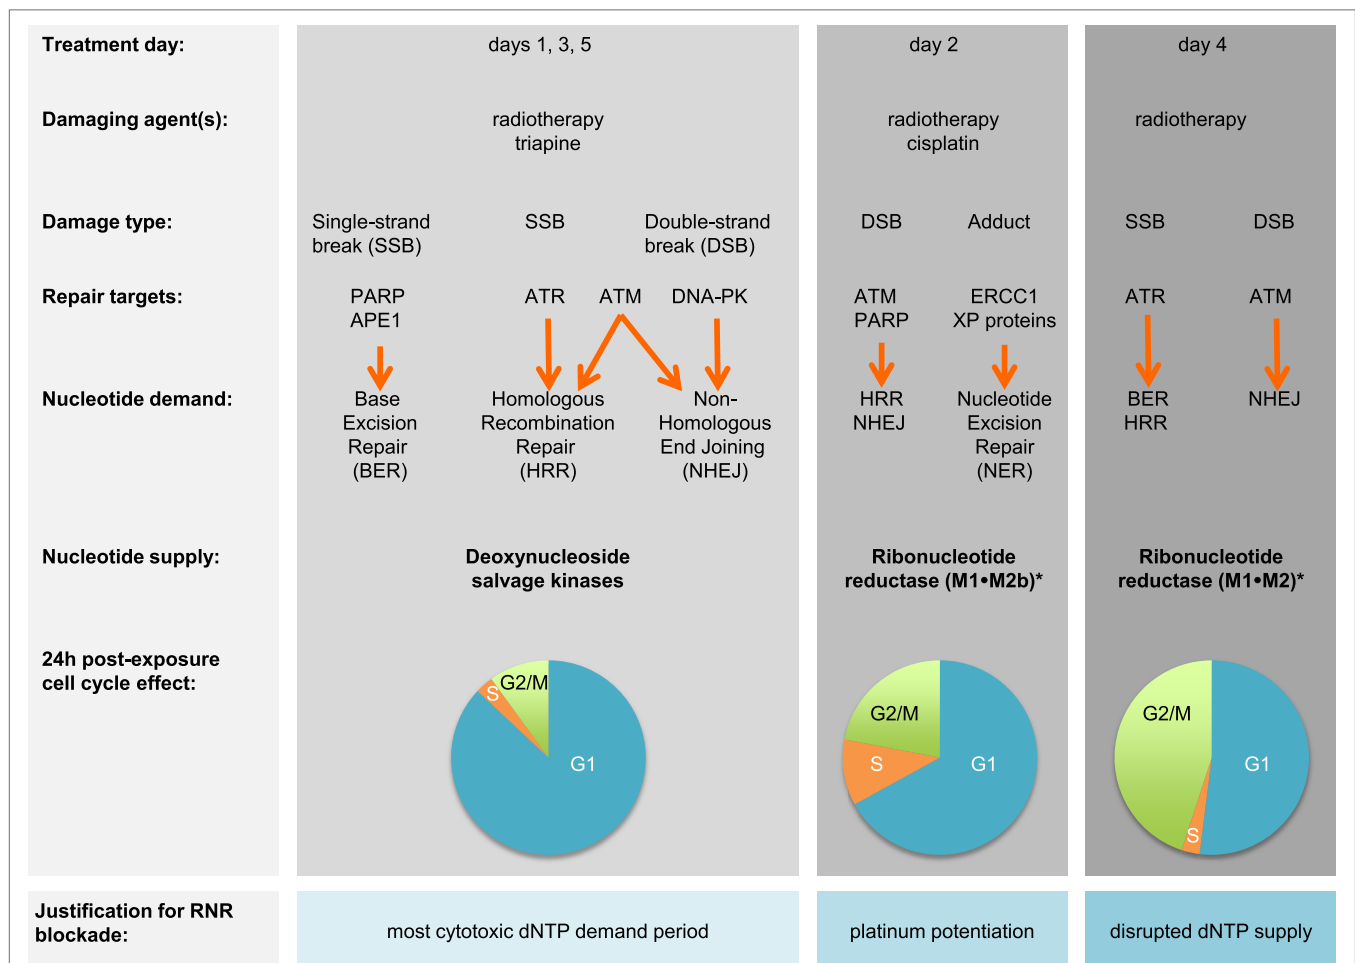 Treatment day:
days 1, 3, 5
day 2
day 4
Damaging agent(s):
radiotherapy
triapine
radiotherapy
cisplatin
radiotherapy
Damage type:
Single-strand
break (SSB)
SSB
Double-strand
break (DSB)
DSB
Adduct
SSB
DSB
Repair targets:
PARP
APE1
ATR
ATM
DNA-PK
ATM
PARP
ERCC1
XP proteins
ATR
ATM
Nucleotide demand:
Base
Excision
Repair
(BER)
Homologous
Recombination
Repair
(HRR)
Non-
Homologous
End Joining
(NHEJ)
HRR
NHEJ
Nucleotide
Excision
Repair
(NER)
BER
HRR
NHEJ
Nucleotide supply:
Deoxynucleoside
salvage kinases
Ribonucleotide
reductase (M1•M2b)*
Ribonucleotide
reductase (M1•M2)*
24h post-exposure
cell cycle effect:
G2/M
S
G1
G2/M
S
G1
G2/M
S
G1
Justification for RNR
blockade:
most cytotoxic dNTP demand period
platinum potentiation
disrupted dNTP supply